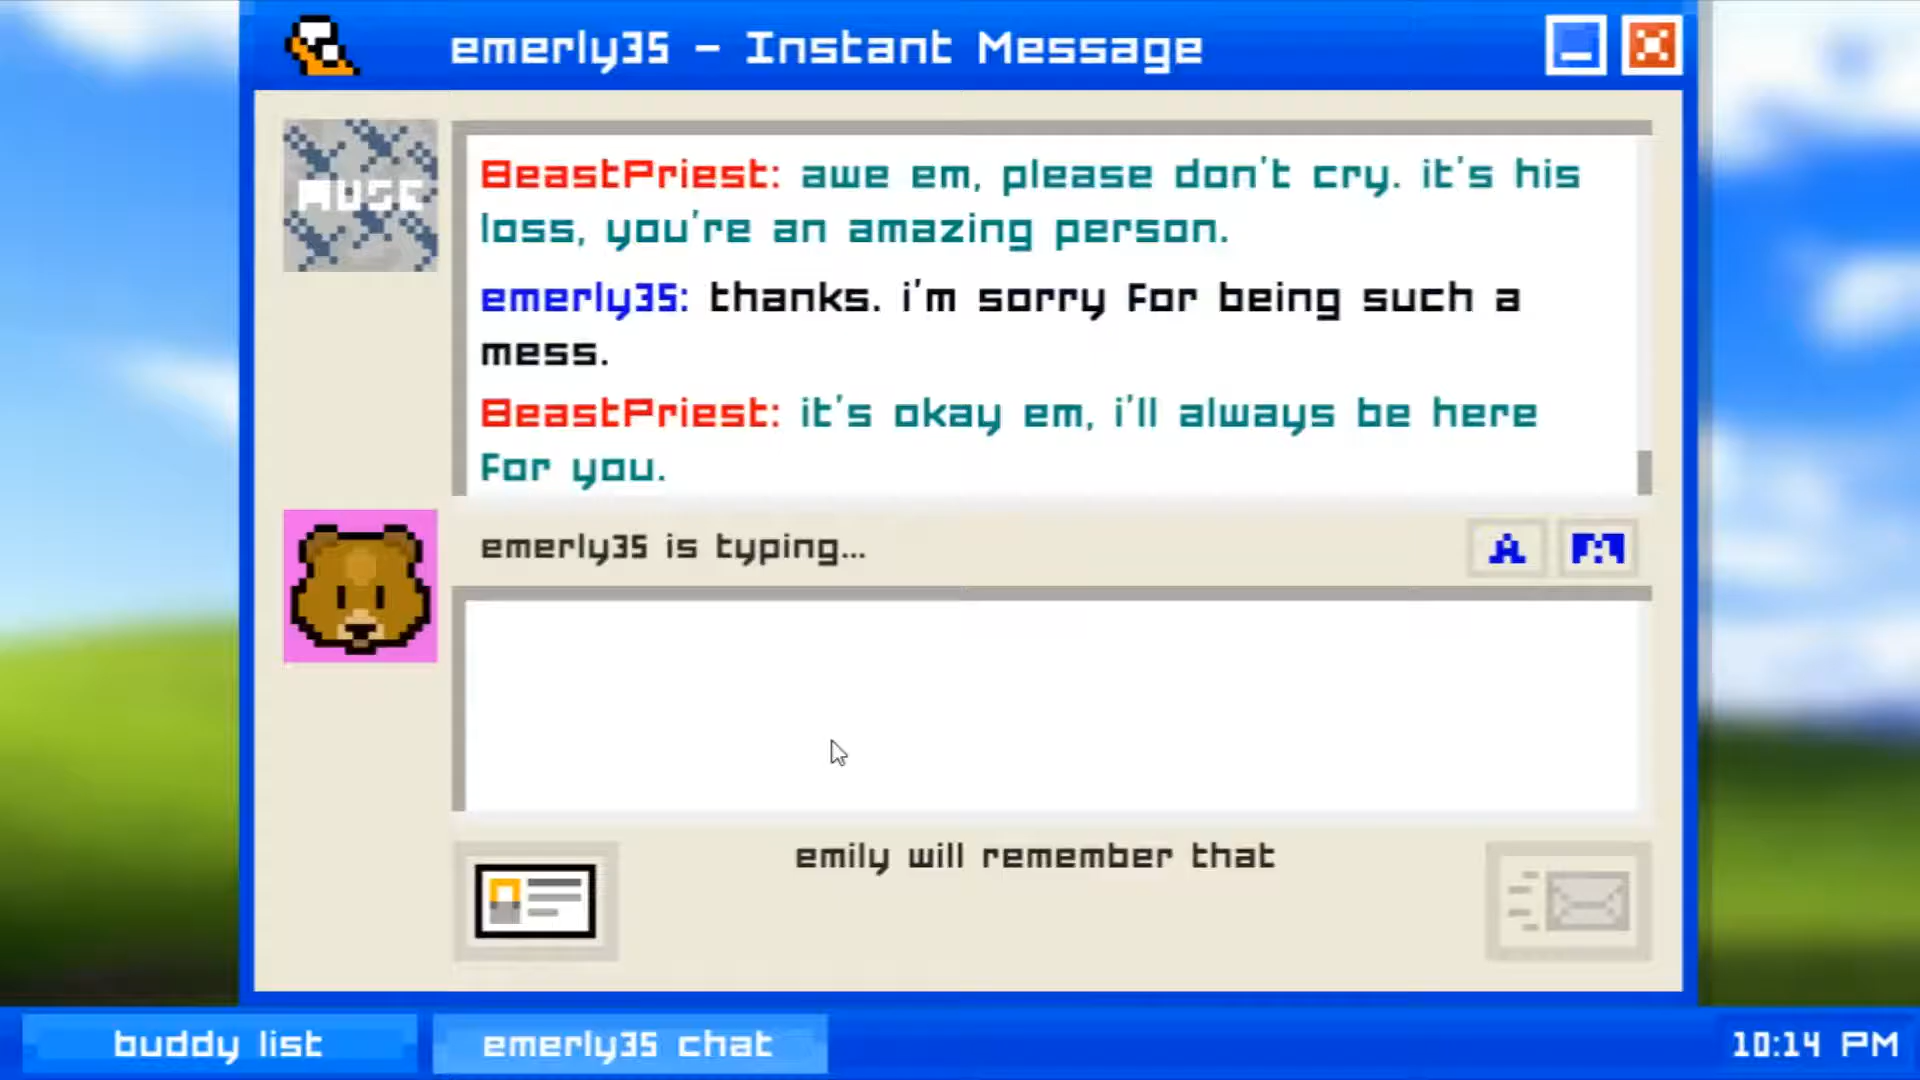 emerly35 - Instant Message
MUSE
BeastPriest: awe em, please don't cry. it's his
loss, you're an amazing person.
emerly35: thanks. i'm sorry for being such a
mess.
BeastPriest: it's okay em, i'll always be here
for you.
emerly35 is typing...
A
emily will remember that
buddy list
emerly35 chat
10:14 PM